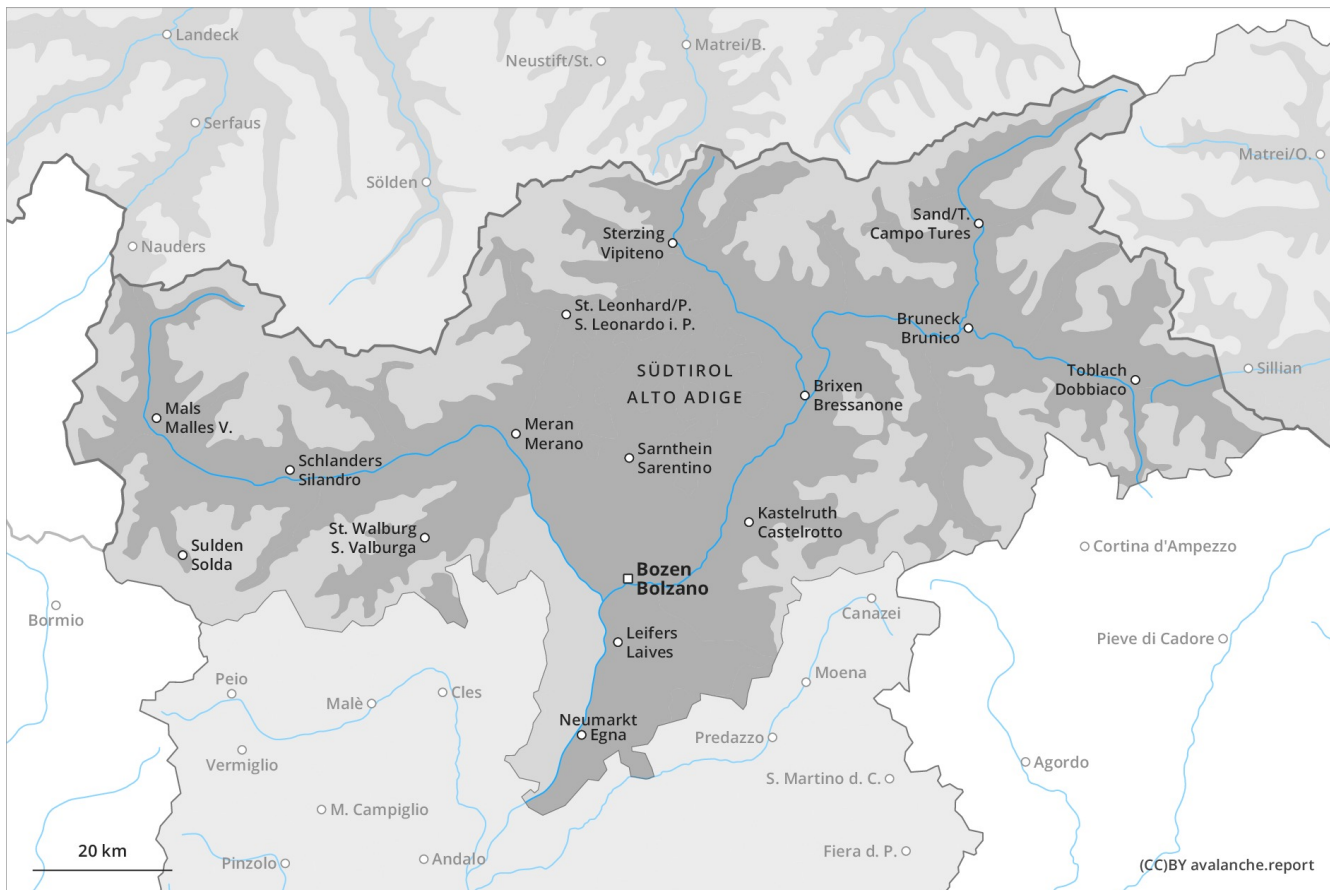 Landeck
Matrei/B.
Neustift/St.
Serfaus
Matrei/O.
Sölden
Sand/T.
Campo Tures
Sterzing
Vipiteno
Nauders
St. Leonhard/P.
S. Leonardo i. P.
Bruneck
Brunico
SÜDTIROL
ALTO ADIGE
Toblach
Dobbiaco
Sillian
Brixen
Bressanone
Mals
Malles V.
Meran
Merano
Schlanders
Silandro
Sarnthein
Sarentino
Kastelruth
Castelrotto
St. Walburg
S. Valburga
Sulden
Solda
Cortina d'Ampezzo
Bozen
Bolzano
Bormio
Canazei
Leifers
Laives
Pieve di Cadore
Peio
Malè
Cles
Moena
Neumarkt
Egna
Predazzo
Vermiglio
Agordo
S. Martino d. C.
M. Campiglio
20 km
Pinzolo
Andalo
Fiera d. P.
(CC)BY avalanche.report